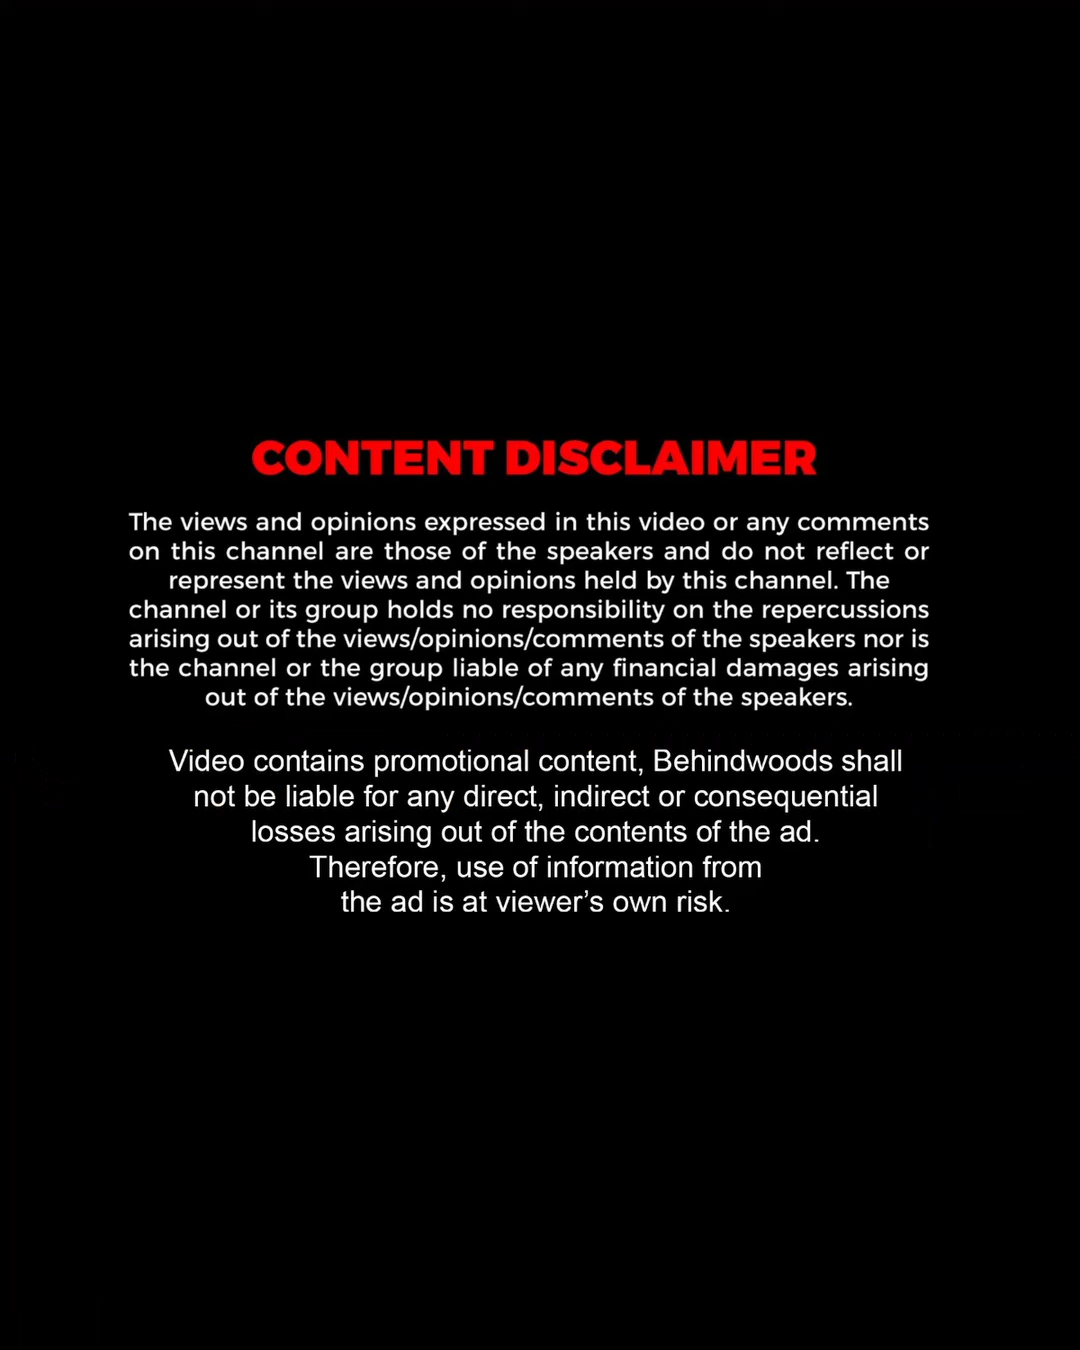 CONTENT DISCLAIMER
The views and opinions expressed in this video or any comments
on this channel are those of the speakers and do not reflect or
represent the views and opinions held by this channel. The
channel or its group holds no responsibility on the repercussions
arising out of the views/opinions/comments of the speakers nor is
the channel or the group liable of any financial damages arising
out of the views/opinions/comments of the speakers.
Video contains promotional content, Behindwoods shall
not be liable for any direct, indirect or consequential
losses arising out of the contents of the ad.
Therefore, use of information from
the ad is at viewer’s own risk.